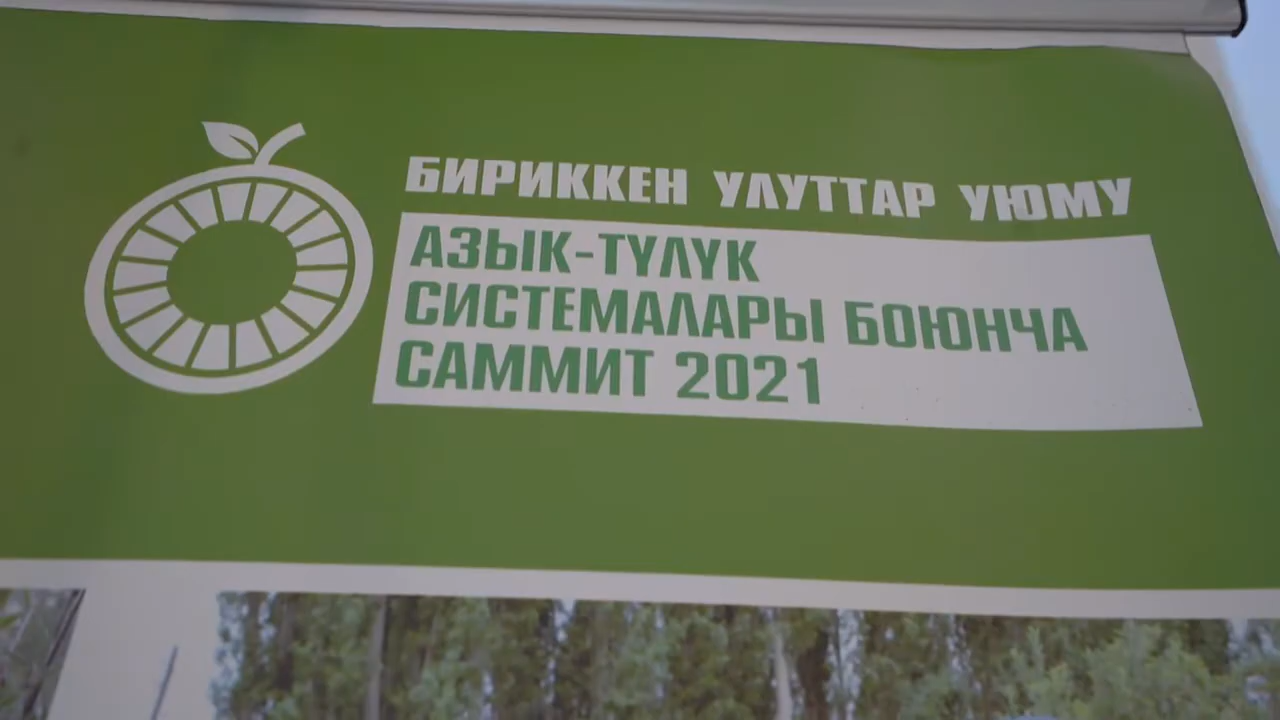 БИРИККЕН УЛУТТАР УЮМУ
АЗЫК-ТҮЛҮК
СИСТЕМАЛАРЫ БОЮНЧА
САММИТ 2021